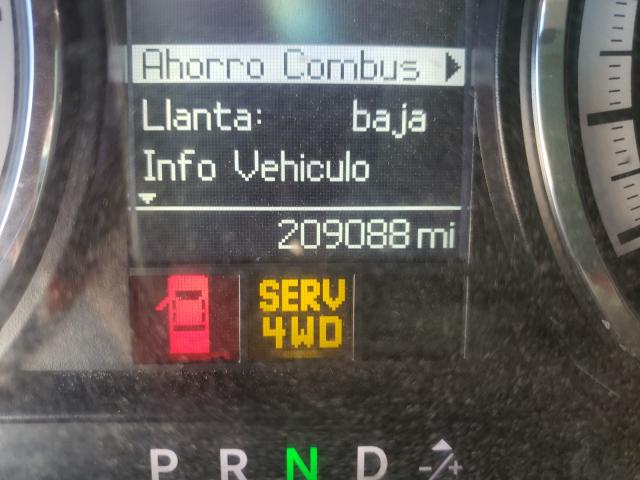 Ahorro Combus
Llanta: baja
Info Vehiculo
209088 mi
SERV
4WD
P R N D -/+